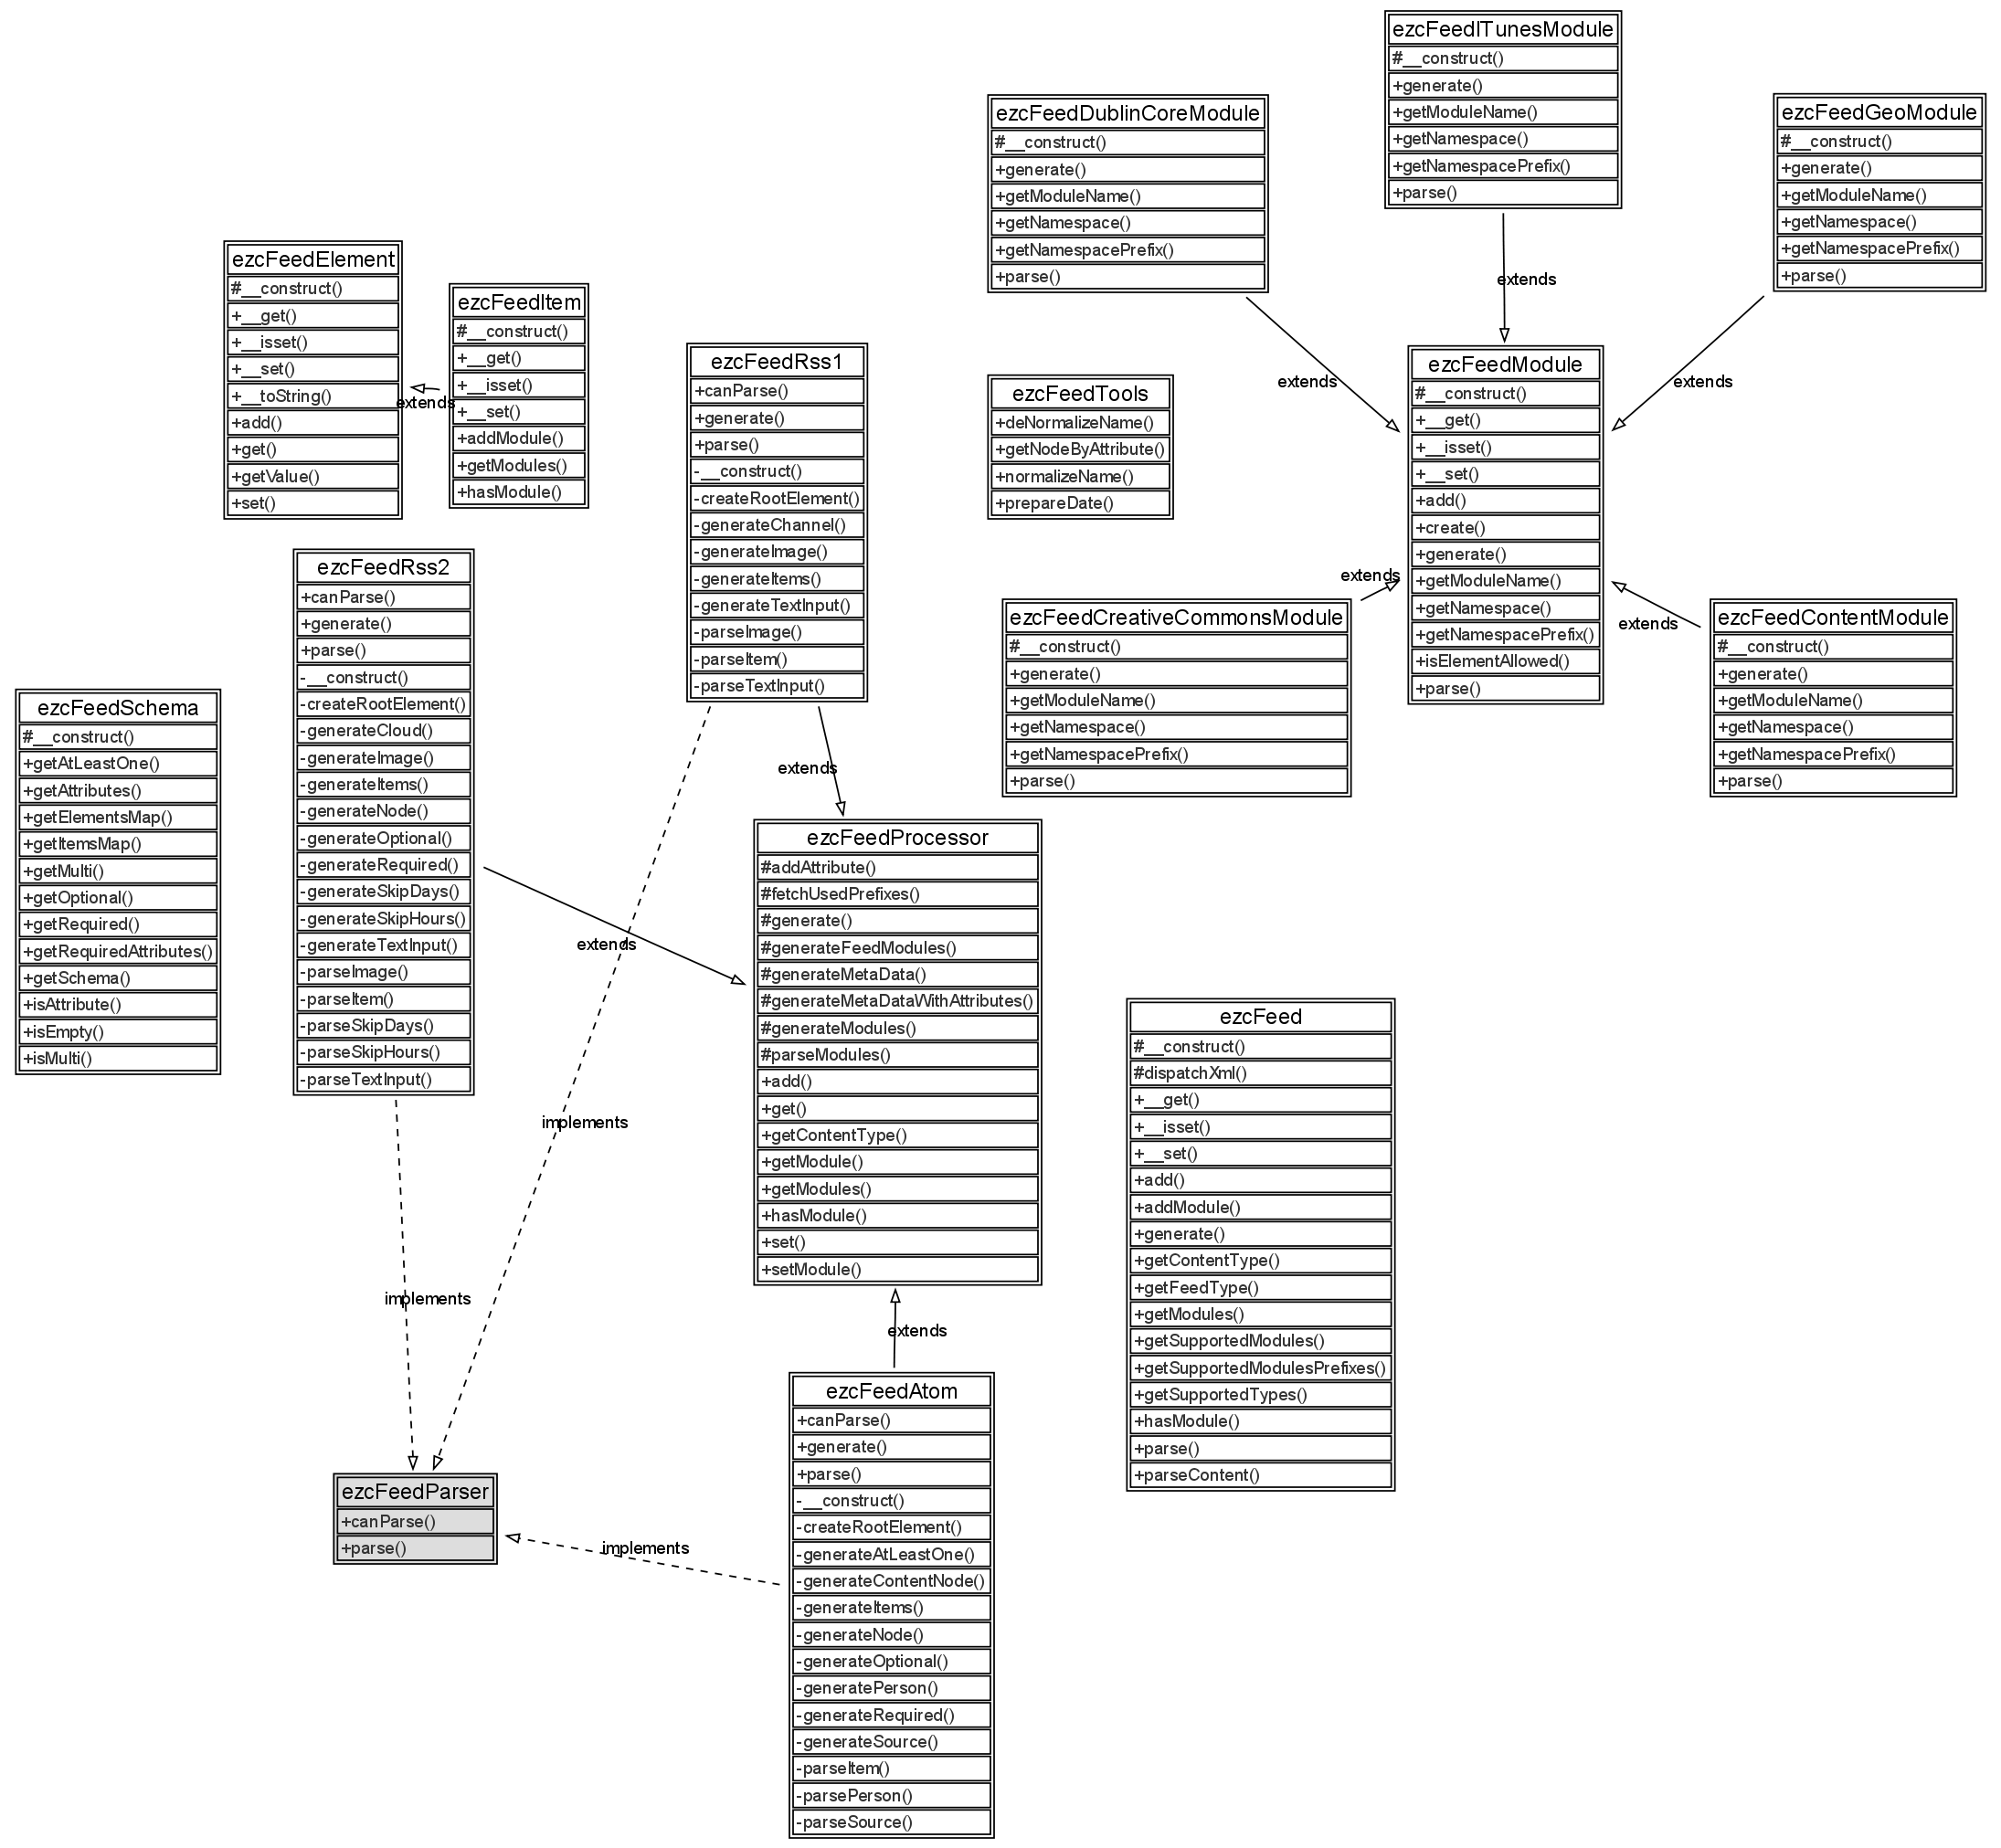 ezcFeedITunesModule
#__construct()
+generate()
+getModuleName()
+getNamespace()
+getNamespacePrefix()
+parse()
extends
ezcFeedDublinCoreModule
#__construct()
+generate()
+getModuleName()
+getNamespace()
+getNamespacePrefix()
+parse()
extends
ezcFeedGeoModule
#__construct()
+generate()
+getModuleName()
+getNamespace()
+getNamespacePrefix()
+parse()
extends
ezcFeedElement
#__construct()
+__get()
+__isset()
+__set()
+__toString()
+add()
+get()
+getValue()
+set()
extends
ezcFeedItem
#__construct()
+__get()
+__isset()
+__set()
+addModule()
+getModules()
+hasModule()
ezcFeedRss1
+canParse()
+generate()
+parse()
-__construct()
-createRootElement()
-generateChannel()
-generateImage()
-generateItems()
-generateTextInput()
-parseImage()
-parseItem()
-parseTextInput()
extends
ezcFeedTools
+deNormalizeName()
+getNodeByAttribute()
+normalizeName()
+prepareDate()
ezcFeedModule
#__construct()
+__get()
+__isset()
+__set()
+add()
+create()
+generate()
+getModuleName()
+getNamespace()
+getNamespacePrefix()
+isElementAllowed()
+parse()
extends
ezcFeedCreativeCommonsModule
#__construct()
+generate()
+getModuleName()
+getNamespace()
+getNamespacePrefix()
+parse()
extends
ezcFeedContentModule
#__construct()
+generate()
+getModuleName()
+getNamespace()
+getNamespacePrefix()
+parse()
ezcFeedRss2
+canParse()
+generate()
+parse()
-__construct()
-createRootElement()
-generateCloud()
-generateImage()
-generateItems()
-generateNode()
-generateOptional()
-generateRequired()
-generateSkipDays()
-generateSkipHours()
-generateTextInput()
-parseImage()
-parseItem()
-parseSkipDays()
-parseSkipHours()
-parseTextInput()
extends
ezcFeedSchema
#__construct()
+getAtLeastOne()
+getAttributes()
+getElementsMap()
+getItemsMap()
+getMulti()
+getOptional()
+getRequired()
+getRequiredAttributes()
+getSchema()
+isAttribute()
+isEmpty()
+isMulti()
ezcFeedProcessor
#addAttribute()
#fetchUsedPrefixes()
#generate()
#generateFeedModules()
#generateMetaData()
#generateMetaDataWithAttributes()
#generateModules()
#parseModules()
+add()
+get()
+getContentType()
+getModule()
+getModules()
+hasModule()
+set()
+setModule()
implements
implements
extends
ezcFeed
#__construct()
#dispatchXml()
+__get()
+__isset()
+__set()
+add()
+addModule()
+generate()
+getContentType()
+getFeedType()
+getModules()
+getSupportedModules()
+getSupportedModulesPrefixes()
+getSupportedTypes()
+hasModule()
+parse()
+parseContent()
ezcFeedParser
+canParse()
+parse()
implements
ezcFeedAtom
+canParse()
+generate()
+parse()
-__construct()
-createRootElement()
-generateAtLeastOne()
-generateContentNode()
-generateItems()
-generateNode()
-generateOptional()
-generatePerson()
-generateRequired()
-generateSource()
-parseItem()
-parsePerson()
-parseSource()